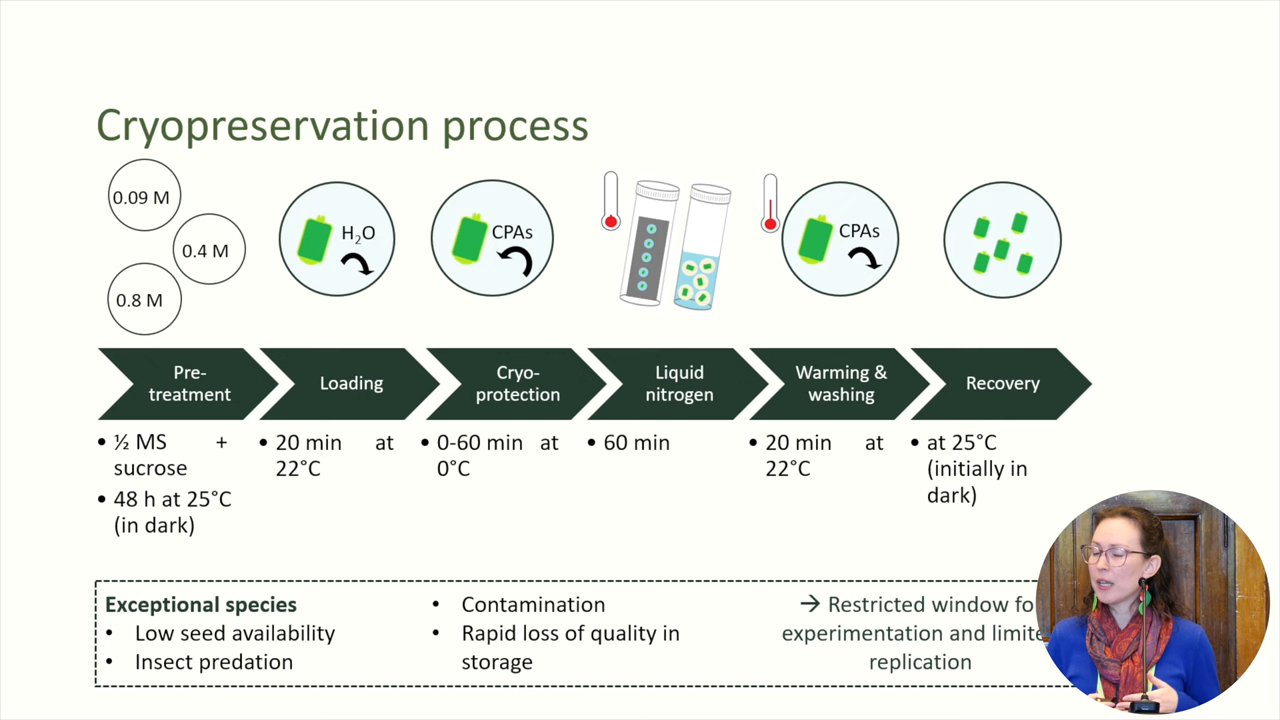 Cryopreservation process
0.09 M
0.4 M
0.8 M
H₂O
CPAs
CPAs
Pre-
treatment
Loading
Cryo-
protection
Liquid
nitrogen
Warming &
washing
Recovery
• ½ MS +
sucrose
• 48 h at 25°C
(in dark)
• 20 min at
22°C
• 0-60 min at
0°C
• 60 min
• 20 min at
22°C
• at 25°C
(initially in
dark)
Exceptional species
• Low seed availability
• Insect predation
• Contamination
• Rapid loss of quality in
storage
→ Restricted window
experimentation and
replication